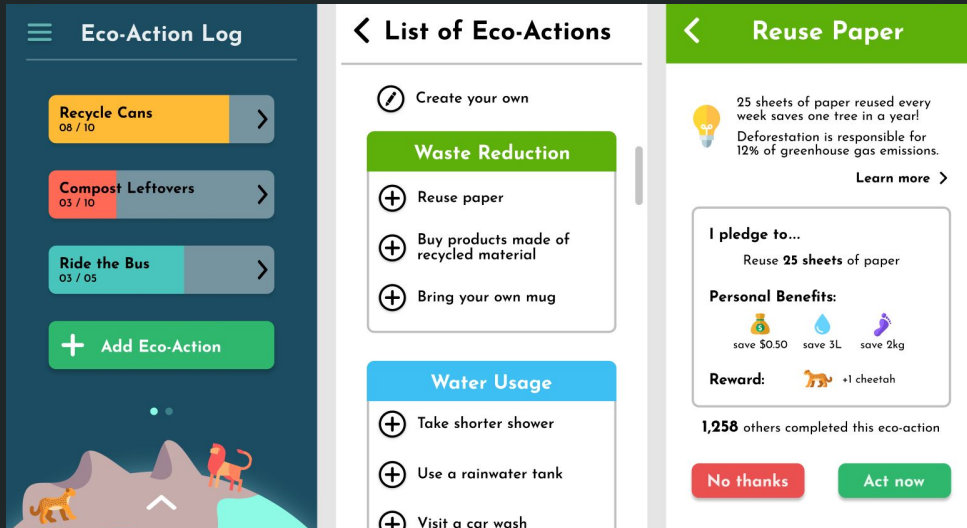 Eco-Action Log
Recycle Cans
08 / 10
Compost Leftovers
03 / 10
Ride the Bus
03 / 05
Add Eco-Action
List of Eco-Actions
Create your own
Waste Reduction
Reuse paper
Buy products made of
recycled material
Bring your own mug
Water Usage
Take shorter shower
Use a rainwater tank
Visit a car wash
Reuse Paper
25 sheets of paper reused every
week saves one tree in a year!
Deforestation is responsible for
12% of greenhouse gas emissions.
Learn more
I pledge to...
Reuse 25 sheets of paper
Personal Benefits:
save $0.50 save 3L save 2kg
Reward: +1 cheetah
1,258 others completed this eco-action
No thanks Act now